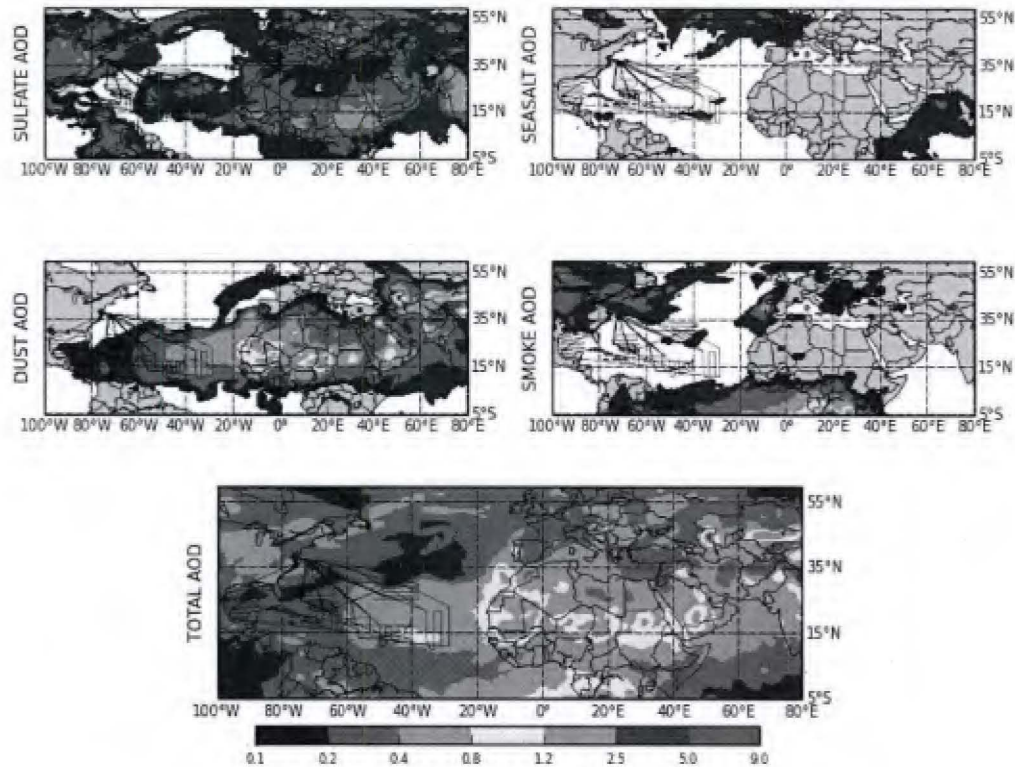 SULFATE AOD
55°N
35°N
15°N
5°S
100°W 80°W 60°W 40°W 20°W 0° 20°E 40°E 60°E 80°E
SEASALT AOD
55°N
35°N
15°N
5°S
100°W 80°W 60°W 40°W 20°W 0° 20°E 40°E 60°E 80°E
DUST AOD
55°N
35°N
15°N
5°S
100°W 80°W 60°W 40°W 20°W 0° 20°E 40°E 60°E 80°E
SMOKE AOD
55°N
35°N
15°N
5°S
100°W 80°W 60°W 40°W 20°W 0° 20°E 40°E 60°E 80°E
TOTAL AOD
55°N
35°N
15°N
5°S
100°W 80°W 60°W 40°W 20°W 0° 20°E 40°E 60°E 80°E
0.1 0.2 0.4 0.8 1.2 2.5 5.0 9.0